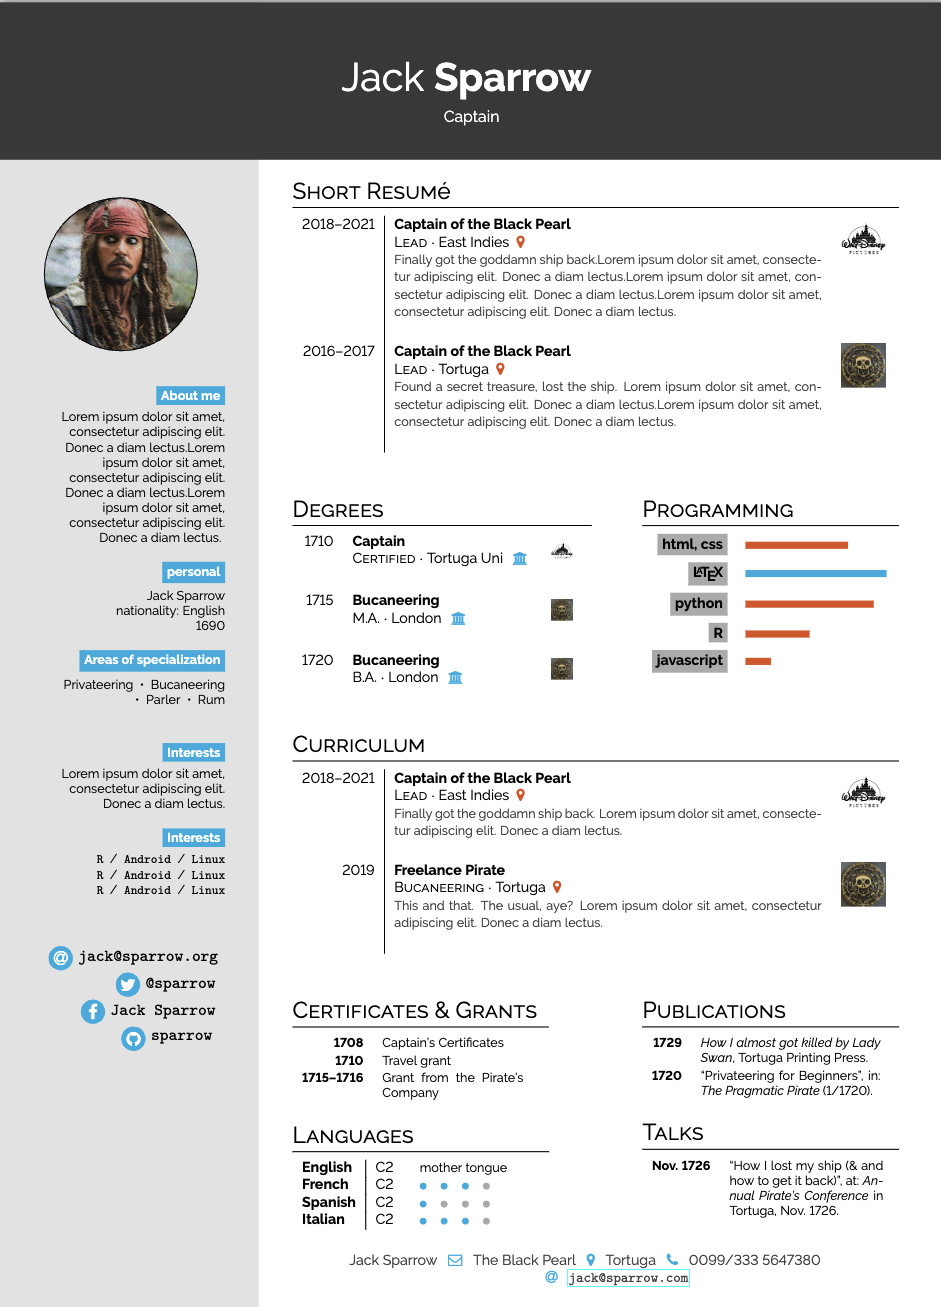 Jack Sparrow
Captain
About me
Lorem ipsum dolor sit amet,
consectetur adipiscing elit.
Donec a diam lectus.Lorem
ipsum dolor sit amet,
consectetur adipiscing elit.
Donec a diam lectus.Lorem
ipsum dolor sit amet,
consectetur adipiscing elit.
Donec a diam lectus.
personal
Jack Sparrow
nationality: English
1690
Areas of specialization
Privateering • Bucaneering
• Parler • Rum
Interests
Lorem ipsum dolor sit amet,
consectetur adipiscing elit.
Donec a diam lectus.
Interests
R / Android / Linux
R / Android / Linux
R / Android / Linux
@ jack@sparrow.org
@sparrow
Jack Sparrow
sparrow
Short Resumé
2018–2021 Captain of the Black Pearl
Lead · East Indies
Walt Disney
PICTURES
Finally got the goddamn ship back.Lorem ipsum dolor sit amet, consecte-
tur adipiscing elit. Donec a diam lectus.Lorem ipsum dolor sit amet, con-
sectetur adipiscing elit. Donec a diam lectus.Lorem ipsum dolor sit amet,
consectetur adipiscing elit. Donec a diam lectus.
2016–2017 Captain of the Black Pearl
Lead · Tortuga
Found a secret treasure, lost the ship. Lorem ipsum dolor sit amet, con-
sectetur adipiscing elit. Donec a diam lectus.Lorem ipsum dolor sit amet,
consectetur adipiscing elit. Donec a diam lectus.
Degrees
1710 Captain
Certified · Tortuga Uni
1715 Bucaneering
M.A. · London
1720 Bucaneering
B.A. · London
Programming
html, css
LATEX
python
R
javascript
Curriculum
2018–2021 Captain of the Black Pearl
Lead · East Indies
Walt Disney
PICTURES
Finally got the goddamn ship back. Lorem ipsum dolor sit amet, consecte-
tur adipiscing elit. Donec a diam lectus.
2019 Freelance Pirate
Bucaneering · Tortuga
This and that. The usual, aye? Lorem ipsum dolor sit amet, consectetur
adipiscing elit. Donec a diam lectus.
Certificates & Grants
1708 Captain's Certificates
1710 Travel grant
1715–1716 Grant from the Pirate's
Company
Languages
English C2 mother tongue
French C2
Spanish C2
Italian C2
Publications
1729 How I almost got killed by Lady
Swan, Tortuga Printing Press.
1720 “Privateering for Beginners”, in:
The Pragmatic Pirate (1/1720).
Talks
Nov. 1726 “How I lost my ship (& and
how to get it back)”, at: An-
nual Pirate's Conference in
Tortuga, Nov. 1726.
Jack Sparrow The Black Pearl Tortuga 0099/333 5647380
@ jack@sparrow.com